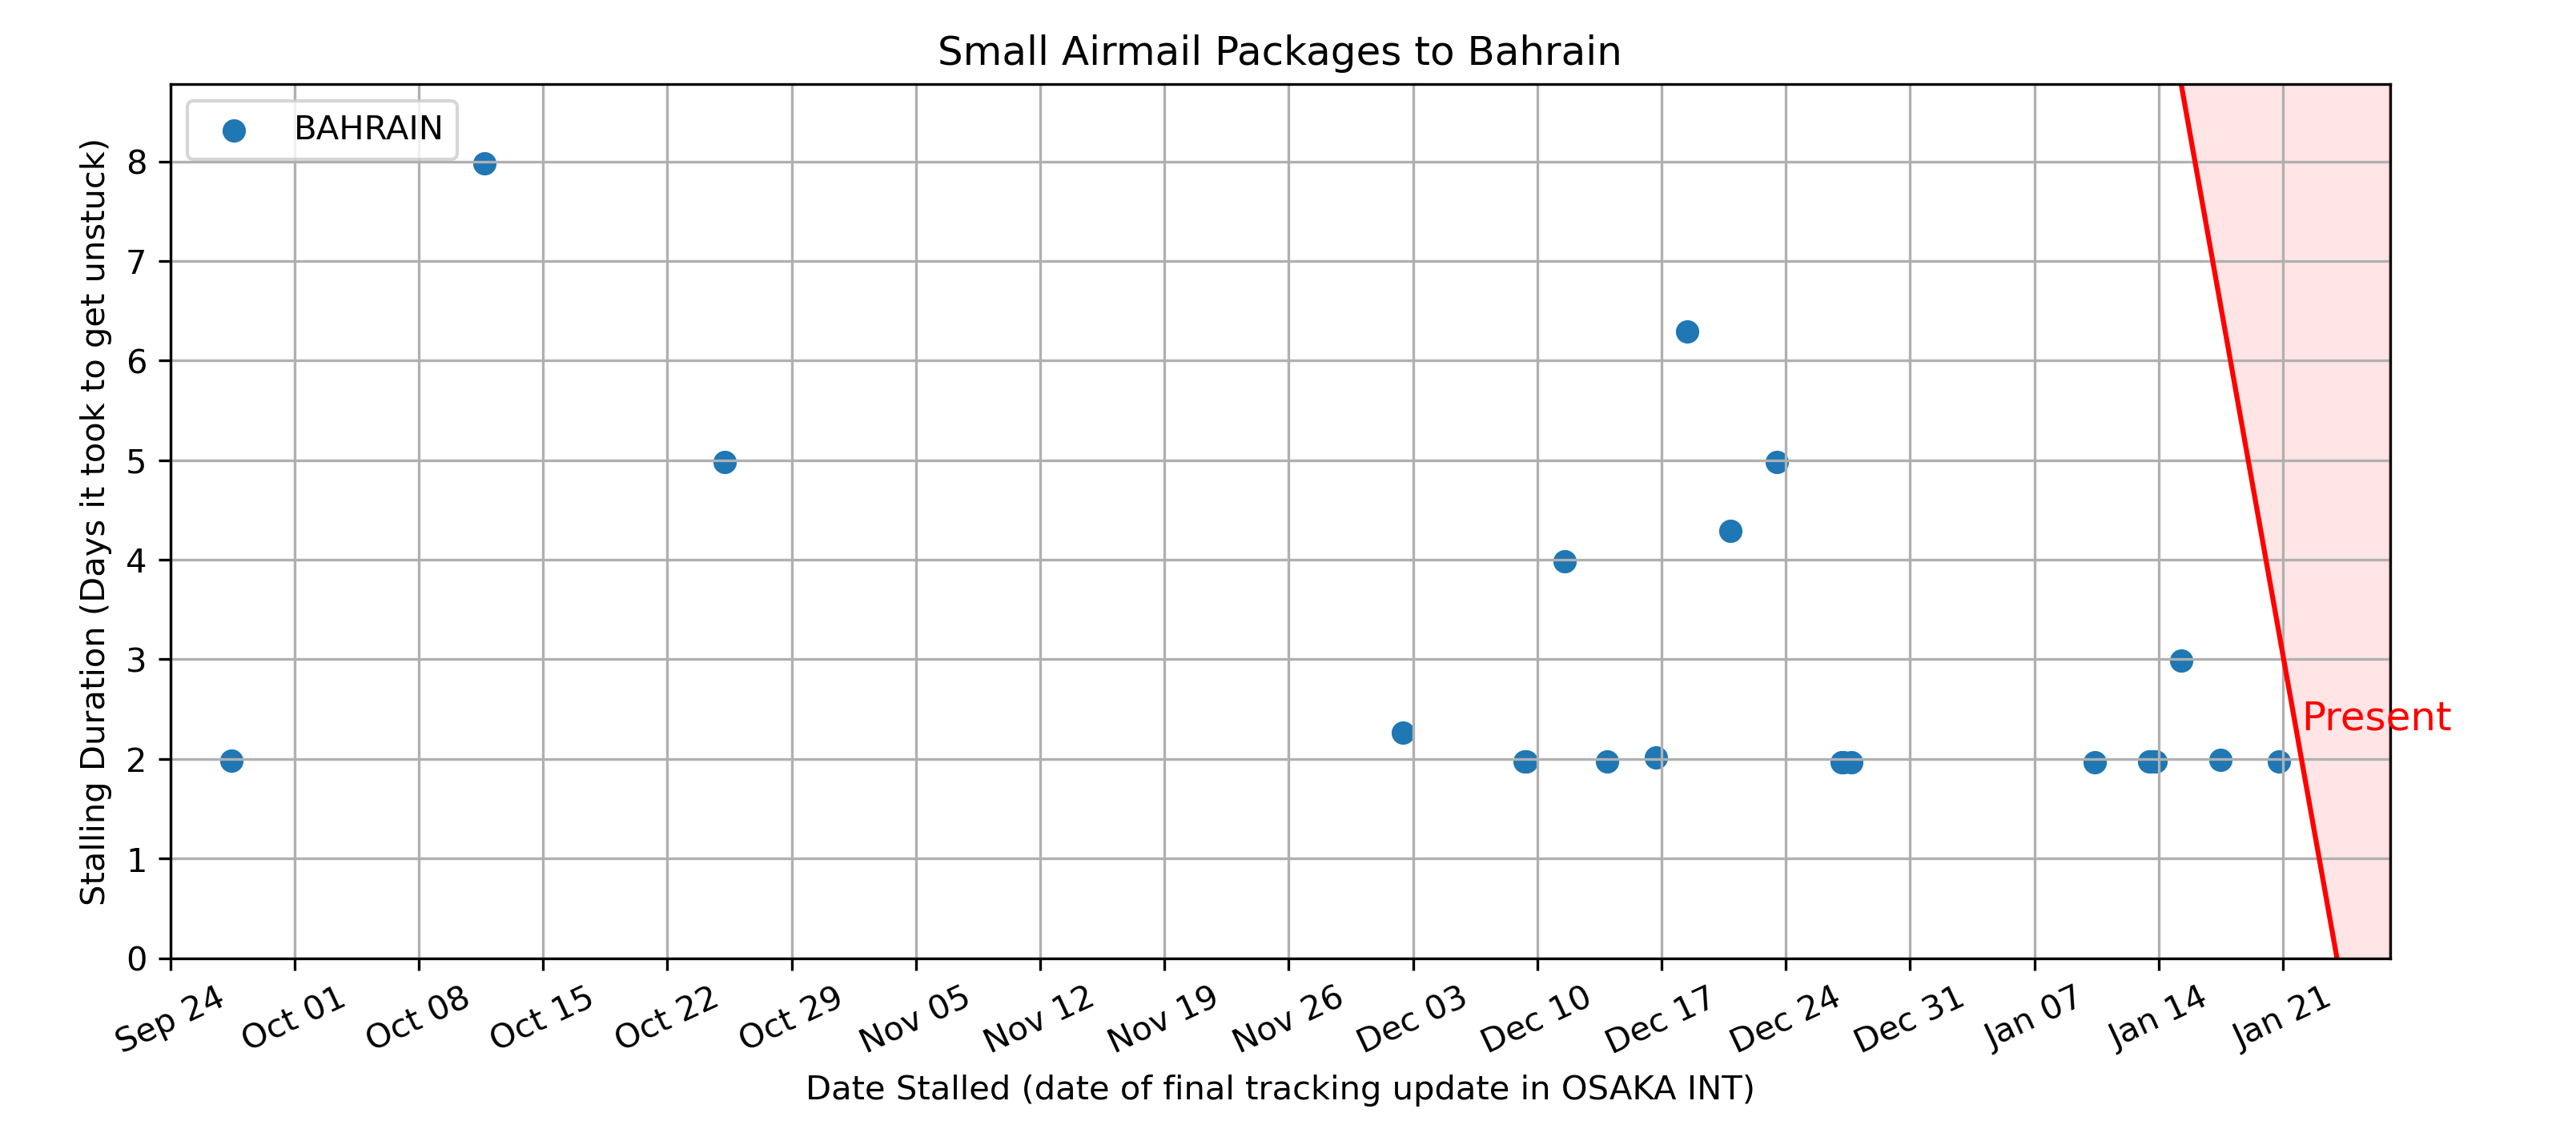 Small Airmail Packages to Bahrain
BAHRAIN
Stalling Duration (Days it took to get unstuck)
8
7
6
5
4
3
2
1
0
Present
Sep 24 Oct 01 Oct 08 Oct 15 Oct 22 Oct 29 Nov 05 Nov 12 Nov 19 Nov 26 Dec 03 Dec 10 Dec 17 Dec 24 Dec 31 Jan 07 Jan 14 Jan 21
Date Stalled (date of final tracking update in OSAKA INT)